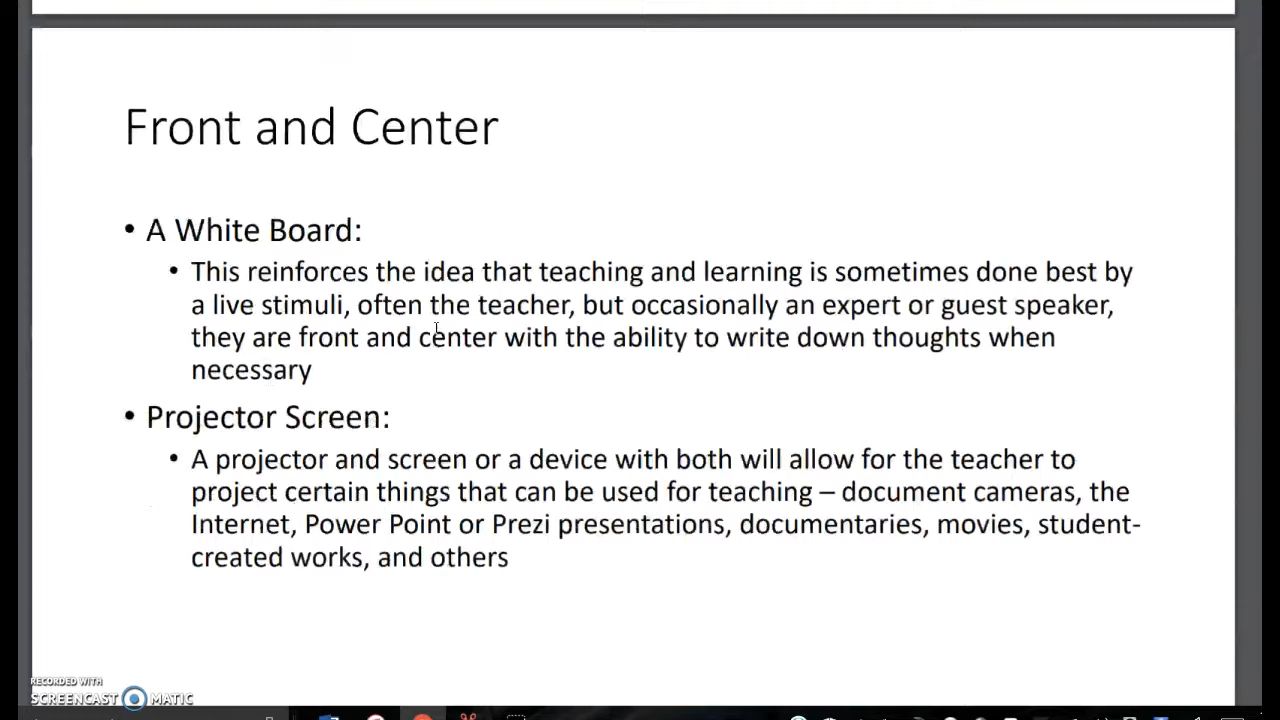 Front and Center
• A White Board:
• This reinforces the idea that teaching and learning is sometimes done best by
a live stimuli, often the teacher, but occasionally an expert or guest speaker,
they are front and center with the ability to write down thoughts when
necessary
• Projector Screen:
• A projector and screen or a device with both will allow for the teacher to
project certain things that can be used for teaching – document cameras, the
Internet, Power Point or Prezi presentations, documentaries, movies, student-
created works, and others
RECORDED WITH
SCREENCAST MATIC